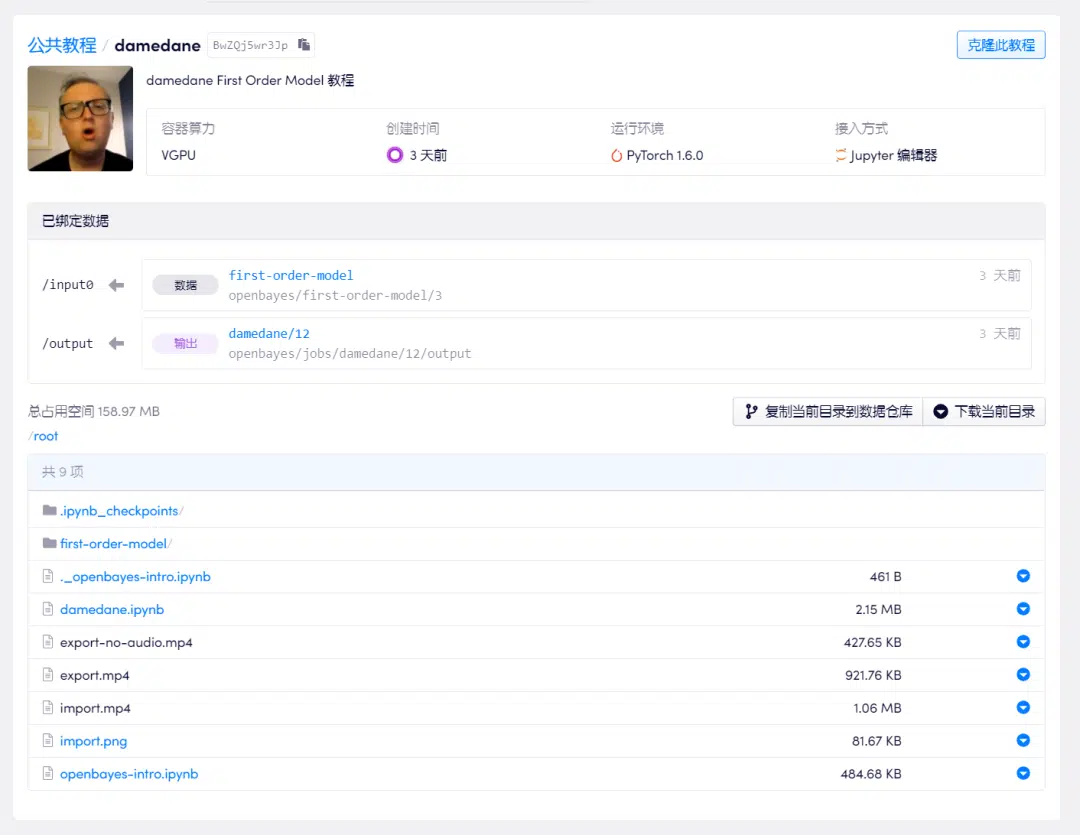 公共教程 / damedane BwZQj5wr3Jp
克隆此教程
damedane First Order Model 教程
容器算力 创建时间 运行环境 接入方式
VGPU 3 天前 PyTorch 1.6.0 Jupyter 编辑器
已绑定数据
/input0 数据 first-order-model 3 天前
openbayes/first-order-model/3
/output 输出 damedane/12 3 天前
openbayes/jobs/damedane/12/output
总占用空间 158.97 MB 复制当前目录到数据仓库 下载当前目录
/root
共 9 项
.ipynb_checkpoints/
first-order-model/
._openbayes-intro.ipynb 461 B
damedane.ipynb 2.15 MB
export-no-audio.mp4 427.65 KB
export.mp4 921.76 KB
import.mp4 1.06 MB
import.png 81.67 KB
openbayes-intro.ipynb 484.68 KB